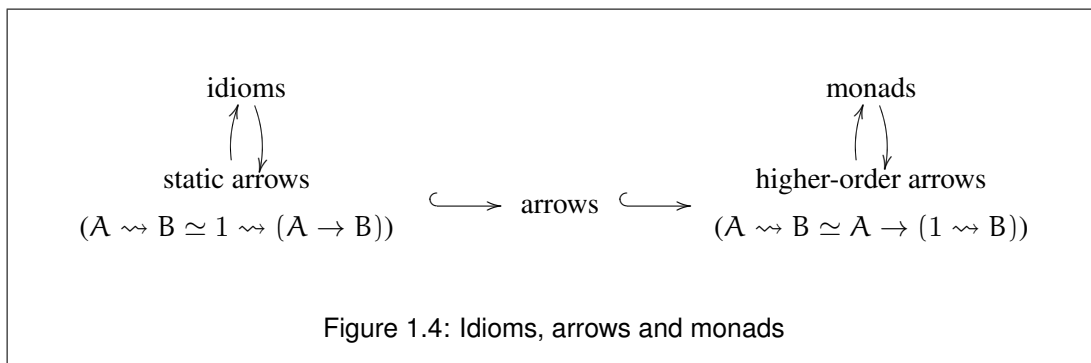 idioms
monads
static arrows
higher-order arrows
arrows
(A ⇝ B ≃ 1 ⇝ (A → B))
(A ⇝ B ≃ A → (1 ⇝ B))
Figure 1.4: Idioms, arrows and monads